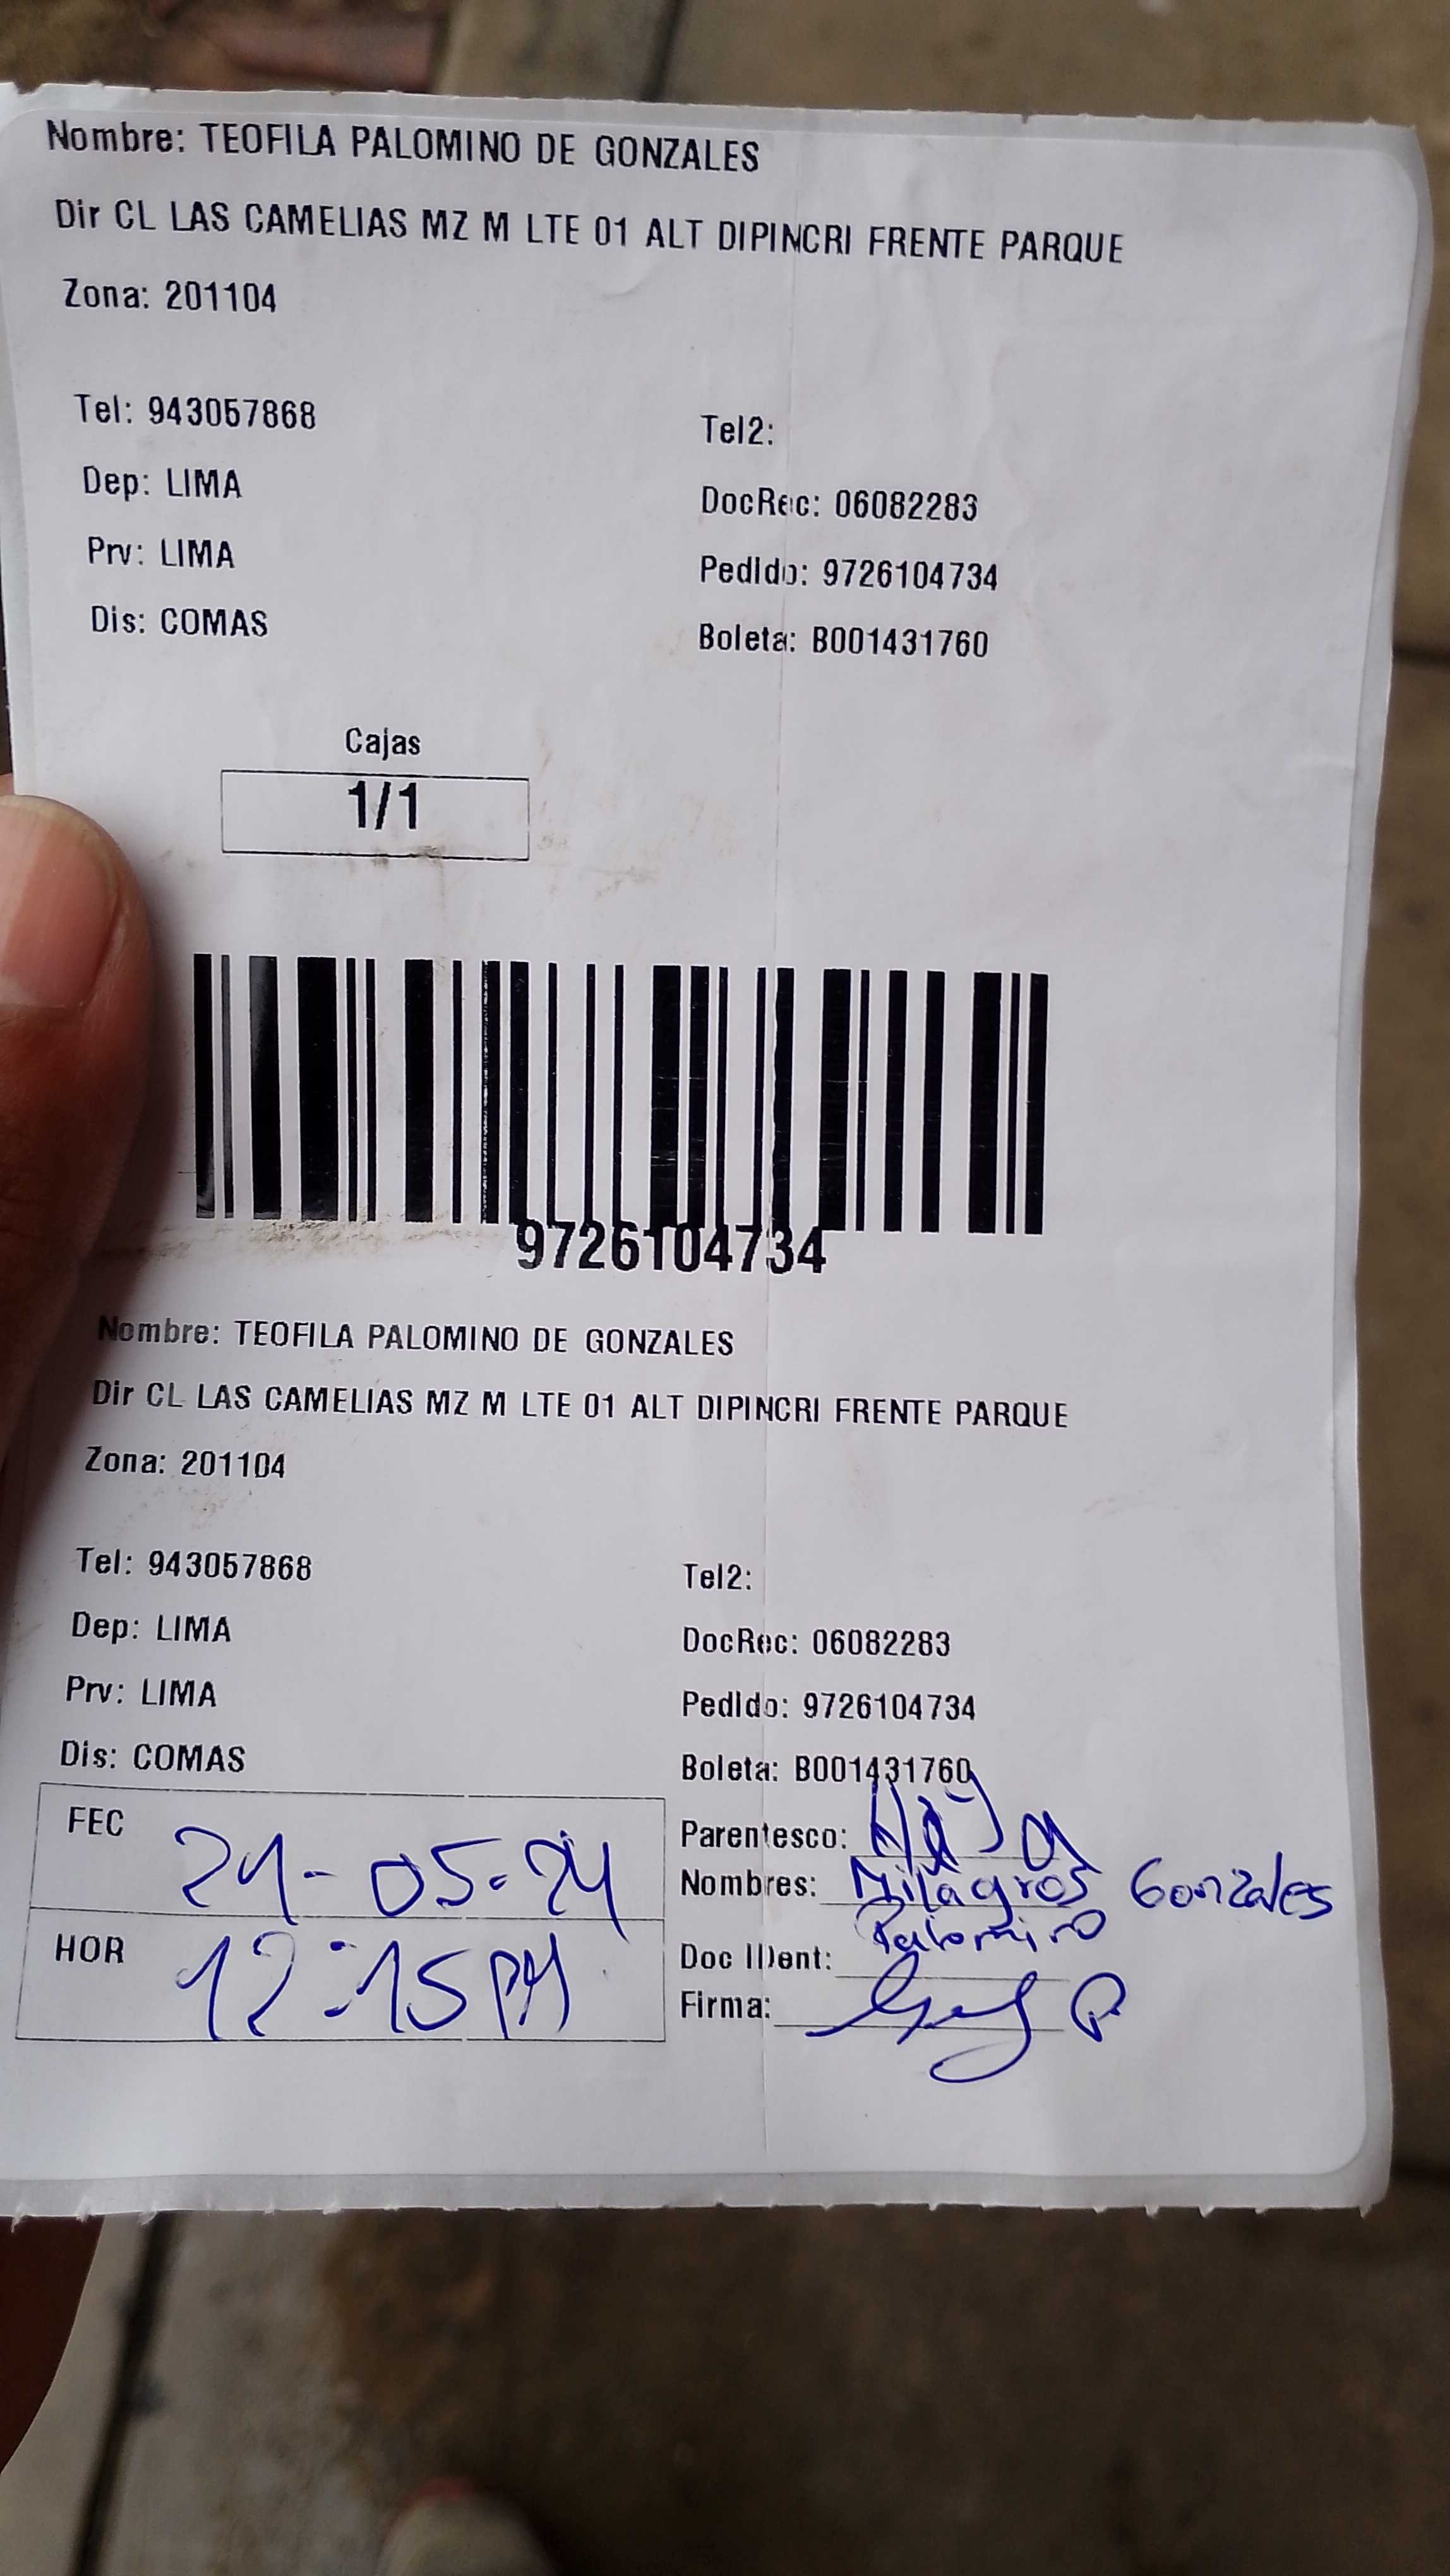 Nombre: TEOFILA PALOMINO DE GONZALES
Dir CL LAS CAMELIAS MZ M LTE 01 ALT DIPINCRI FRENTE PARQUE
Zona: 201104
Tel: 943057868
Tel2:
Dep: LIMA
DocRec: 06082283
Prv: LIMA
Pedido: 9726104734
Dis: COMAS
Boleta: B001431760
Cajas
1/1
9726104734
Nombre: TEOFILA PALOMINO DE GONZALES
Dir CL LAS CAMELIAS MZ M LTE 01 ALT DIPINCRI FRENTE PARQUE
Zona: 201104
Tel: 943057868
Tel2:
Dep: LIMA
DocRec: 06082283
Prv: LIMA
Pedido: 9726104734
Dis: COMAS
Boleta: B001431760
FEC 21-05-24
Parentesco: Hija
Nombres: Milagros Gonzales
Palomino
HOR 12:15 PM
Doc Ident:
Firma: